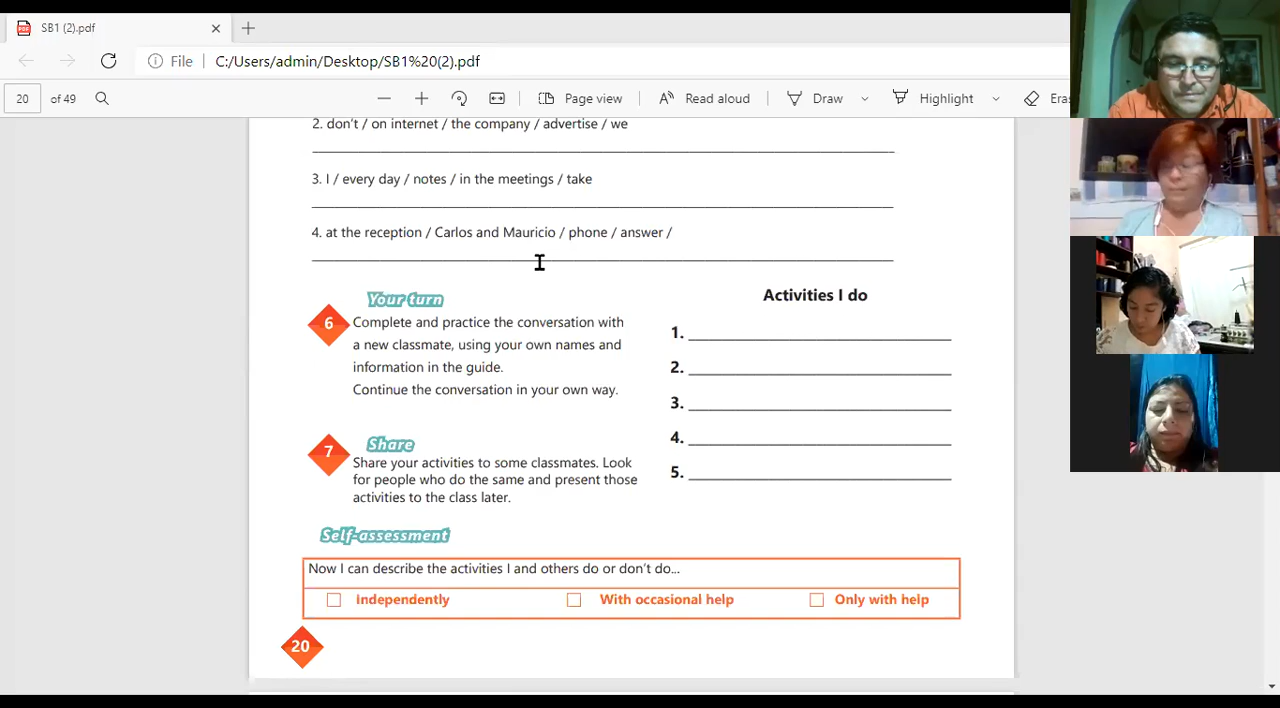 SB1 (2).pdf
File
C:/Users/admin/Desktop/SB1%20(2).pdf
20 of 49
Page view
Read aloud
Draw
Highlight
Eras
2. don't / on internet / the company / advertise / we
3. I / every day / notes / in the meetings / take
4. at the reception / Carlos and Mauricio / phone / answer /
6
Your turn
Complete and practice the conversation with
a new classmate, using your own names and
information in the guide.
Continue the conversation in your own way.
7
Share
Share your activities to some classmates. Look
for people who do the same and present those
activities to the class later.
Activities I do
1.
2.
3.
4.
5.
Self-assessment
Now I can describe the activities I and others do or don't do...
Independently
With occasional help
Only with help
20